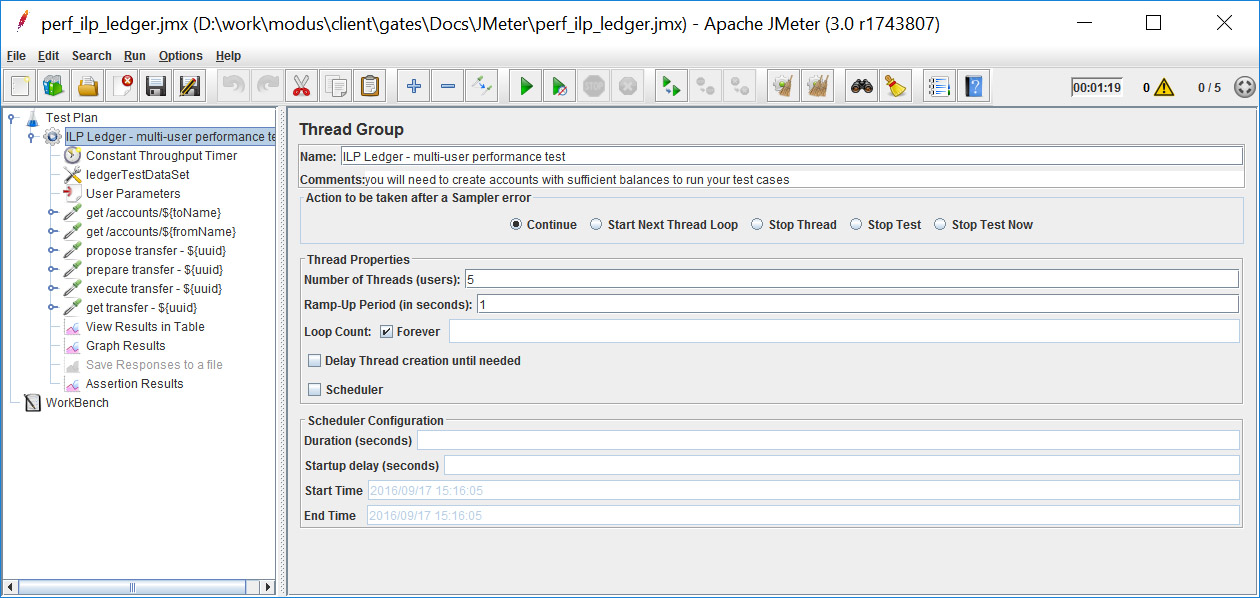 perf_ilp_ledger.jmx (D:\work\modus\client\gates\Docs\JMeter\perf_ilp_ledger.jmx) - Apache JMeter (3.0 r1743807)
File Edit Search Run Options Help
STOP 00:01:19 0 0 / 5
Test Plan
ILP Ledger - multi-user performance te
Constant Throughput Timer
ledgerTestDataSet
User Parameters
get /accounts/${toName}
get /accounts/${fromName}
propose transfer - ${uuid}
prepare transfer - ${uuid}
execute transfer - ${uuid}
get transfer - ${uuid}
View Results in Table
Graph Results
Save Responses to a file
Assertion Results
WorkBench
Thread Group
Name: ILP Ledger - multi-user performance test
Comments:you will need to create accounts with sufficient balances to run your test cases
Action to be taken after a Sampler error
Continue Start Next Thread Loop Stop Thread Stop Test Stop Test Now
Thread Properties
Number of Threads (users): 5
Ramp-Up Period (in seconds): 1
Loop Count: Forever
Delay Thread creation until needed
Scheduler
Scheduler Configuration
Duration (seconds)
Startup delay (seconds)
Start Time 2016/09/17 15:16:05
End Time 2016/09/17 15:16:05